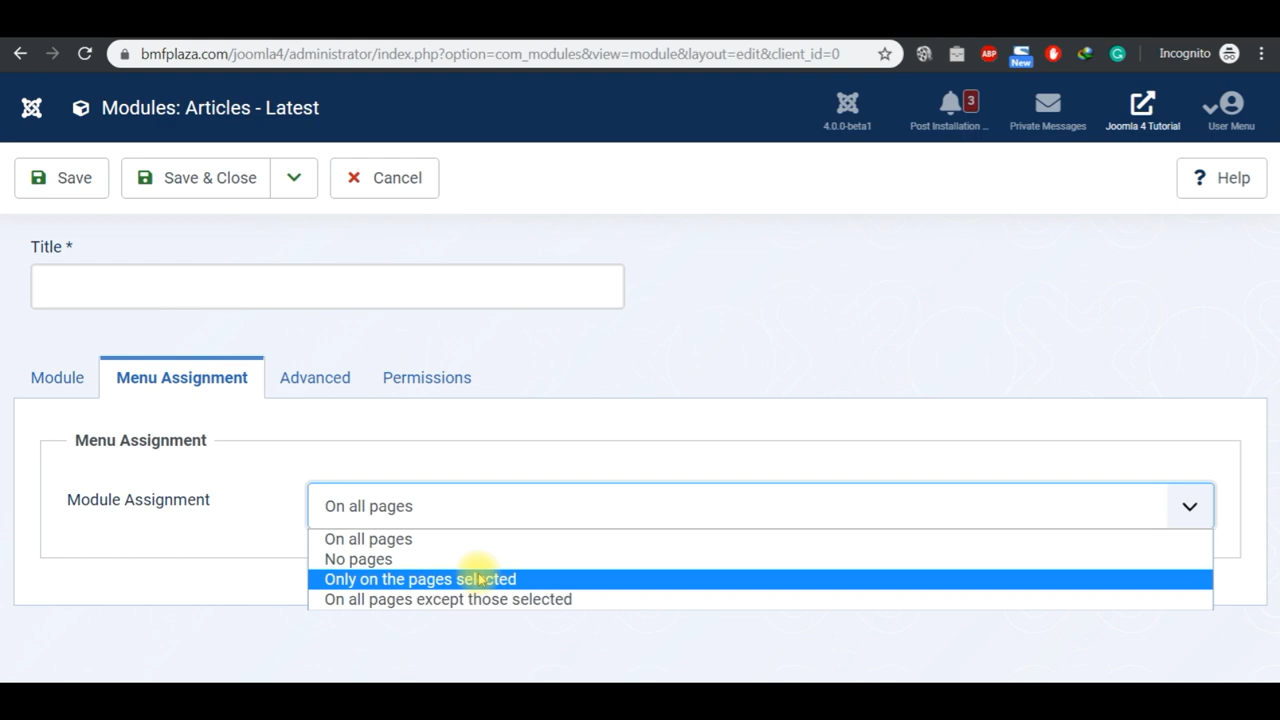 bmfplaza.com/joomla4/administrator/index.php?option=com_modules&view=module&layout=edit&client_id=0
ABP
New
Incognito
Modules: Articles - Latest
3
4.0.0-beta1
Post Installation ...
Private Messages
Joomla 4 Tutorial
User Menu
Save
Save & Close
Cancel
? Help
Title *
Module
Menu Assignment
Advanced
Permissions
Menu Assignment
Module Assignment
On all pages
On all pages
No pages
Only on the pages selected
On all pages except those selected